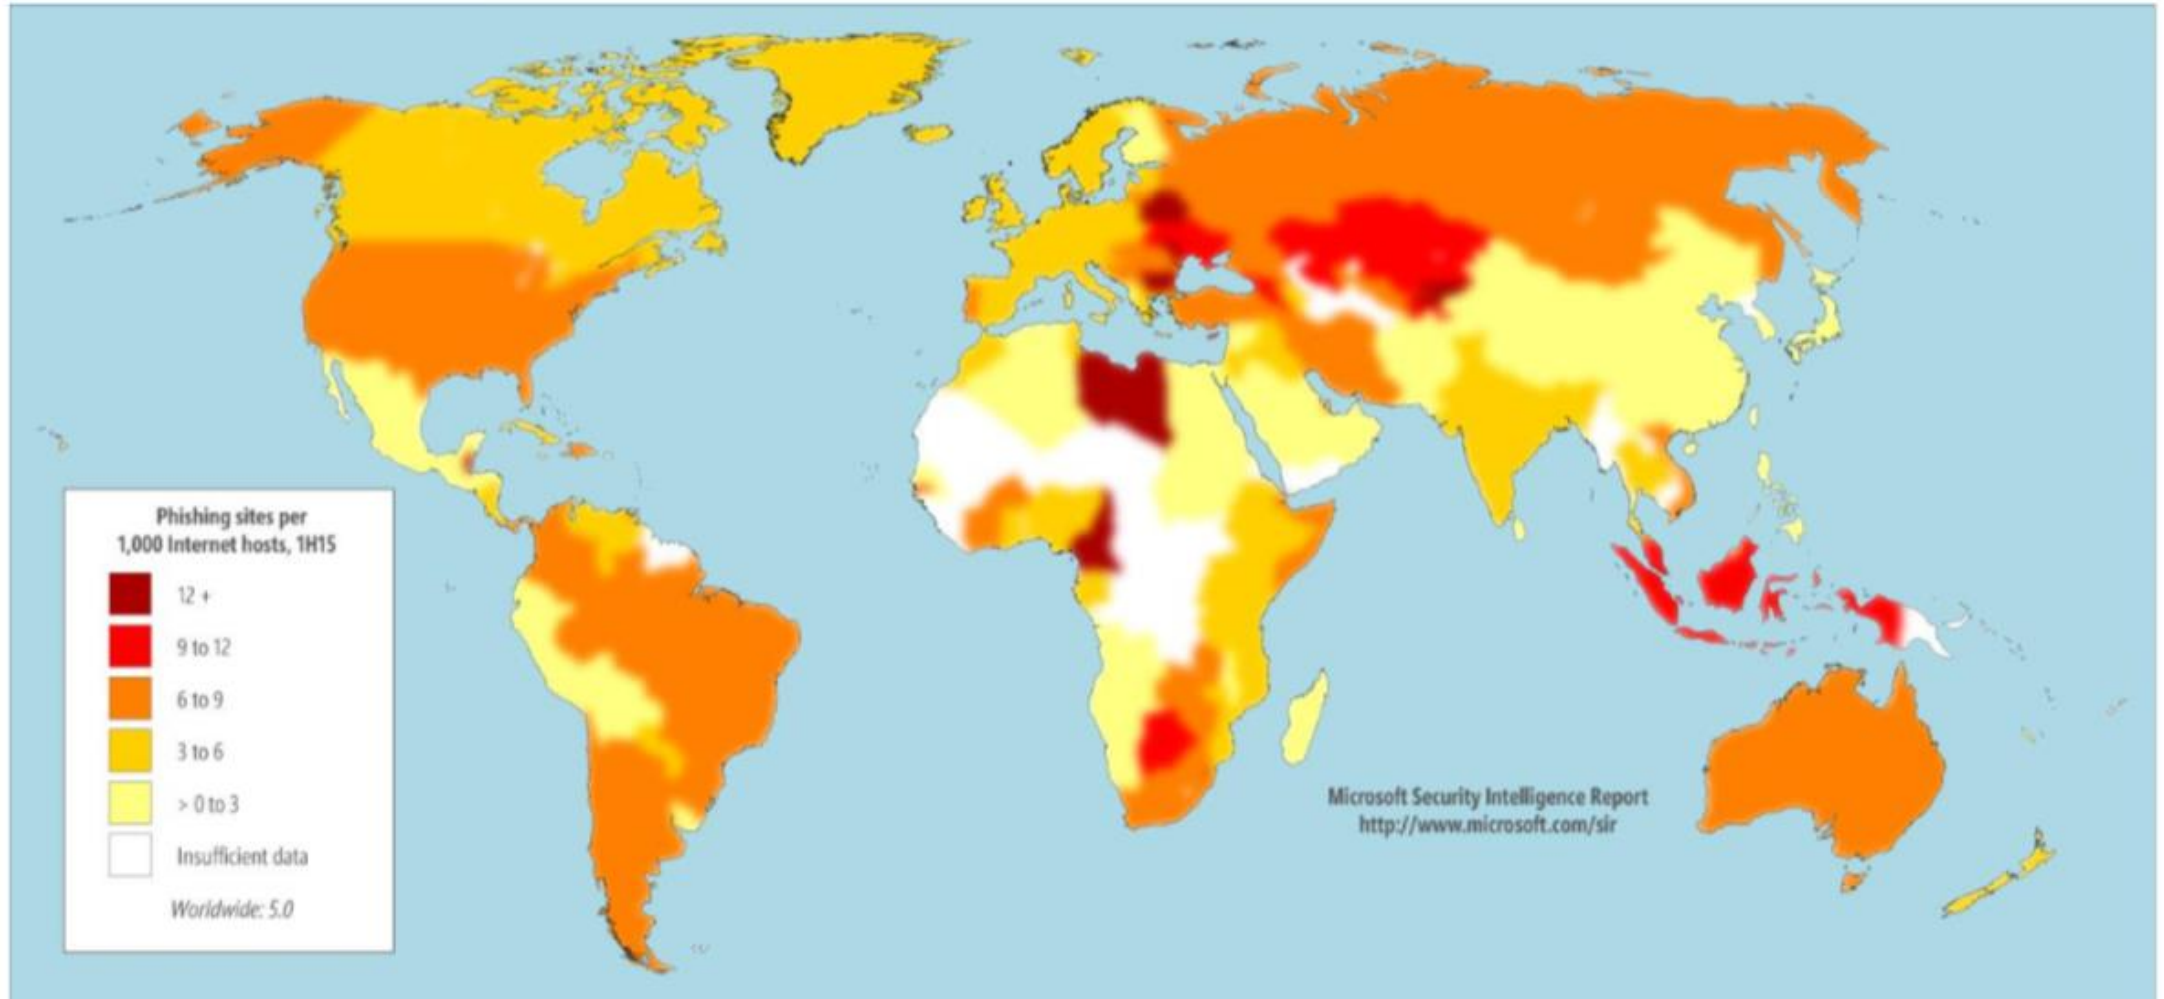 Phishing sites per
1,000 Internet hosts, 1H15
12 +
9 to 12
6 to 9
3 to 6
> 0 to 3
Insufficient data
Worldwide: 5.0
Microsoft Security Intelligence Report
http://www.microsoft.com/sir